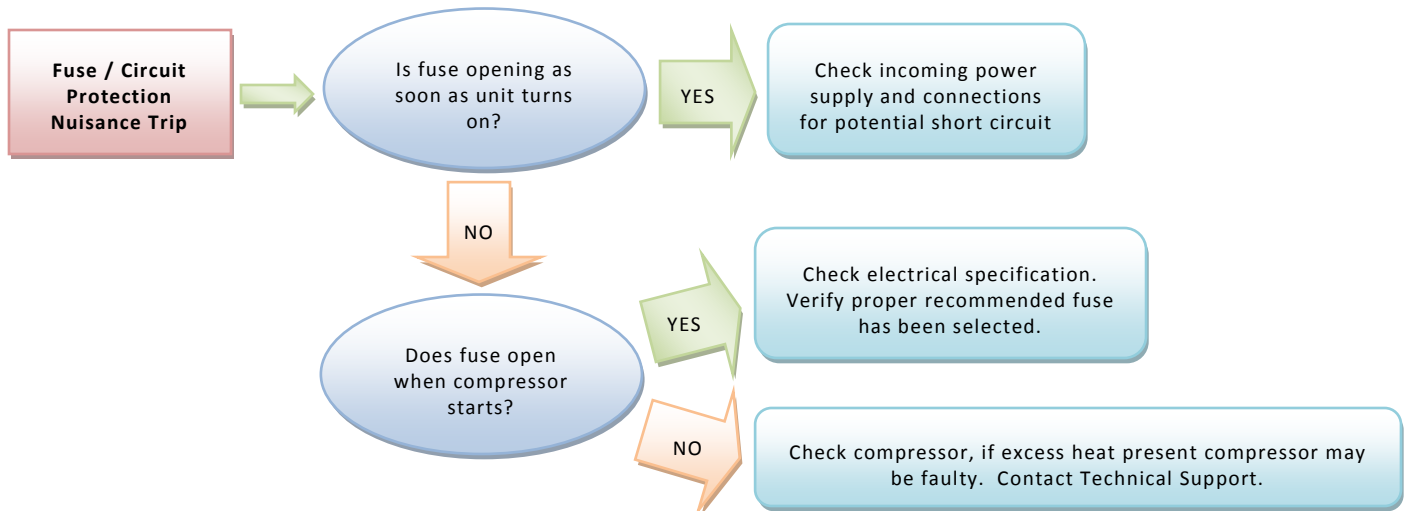 Fuse / Circuit
Protection
Nuisance Trip
Is fuse opening as
soon as unit turns
on?
YES
Check incoming power
supply and connections
for potential short circuit
NO
Does fuse open
when compressor
starts?
YES
Check electrical specification.
Verify proper recommended fuse
has been selected.
NO
Check compressor, if excess heat present compressor may
be faulty. Contact Technical Support.